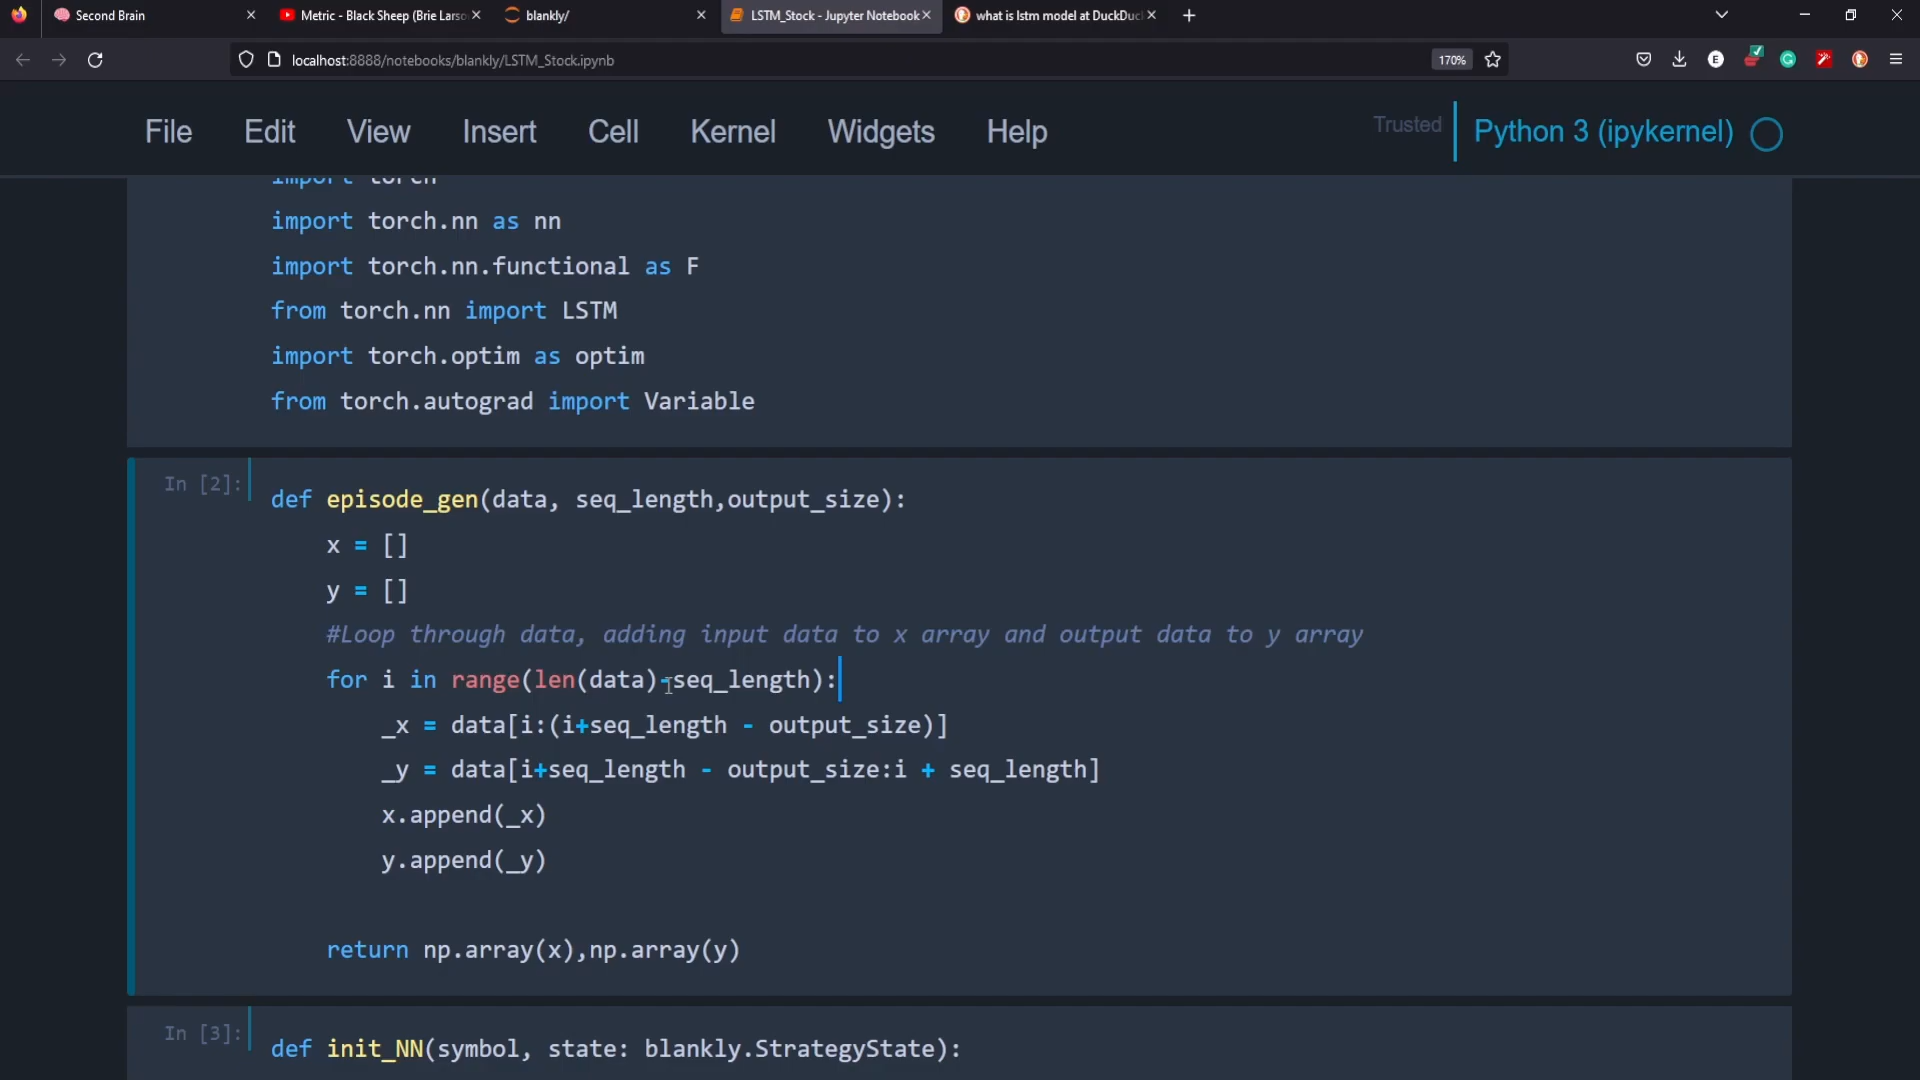 Second Brain
Metric - Black Sheep (Brie Larso
blankly/
LSTM_Stock - Jupyter Notebook
what is lstm model at DuckDuc
localhost:8888/notebooks/blankly/LSTM_Stock.ipynb
170%
File Edit View Insert Cell Kernel Widgets Help
Trusted
Python 3 (ipykernel)
import torch
import torch.nn as nn
import torch.nn.functional as F
from torch.nn import LSTM
import torch.optim as optim
from torch.autograd import Variable
In [2]:
def episode_gen(data, seq_length,output_size):
x = []
y = []
#Loop through data, adding input data to x array and output data to y array
for i in range(len(data)-seq_length):
_x = data[i:(i+seq_length - output_size)]
_y = data[i+seq_length - output_size:i + seq_length]
x.append(_x)
y.append(_y)
return np.array(x),np.array(y)
In [3]:
def init_NN(symbol, state: blankly.StrategyState):